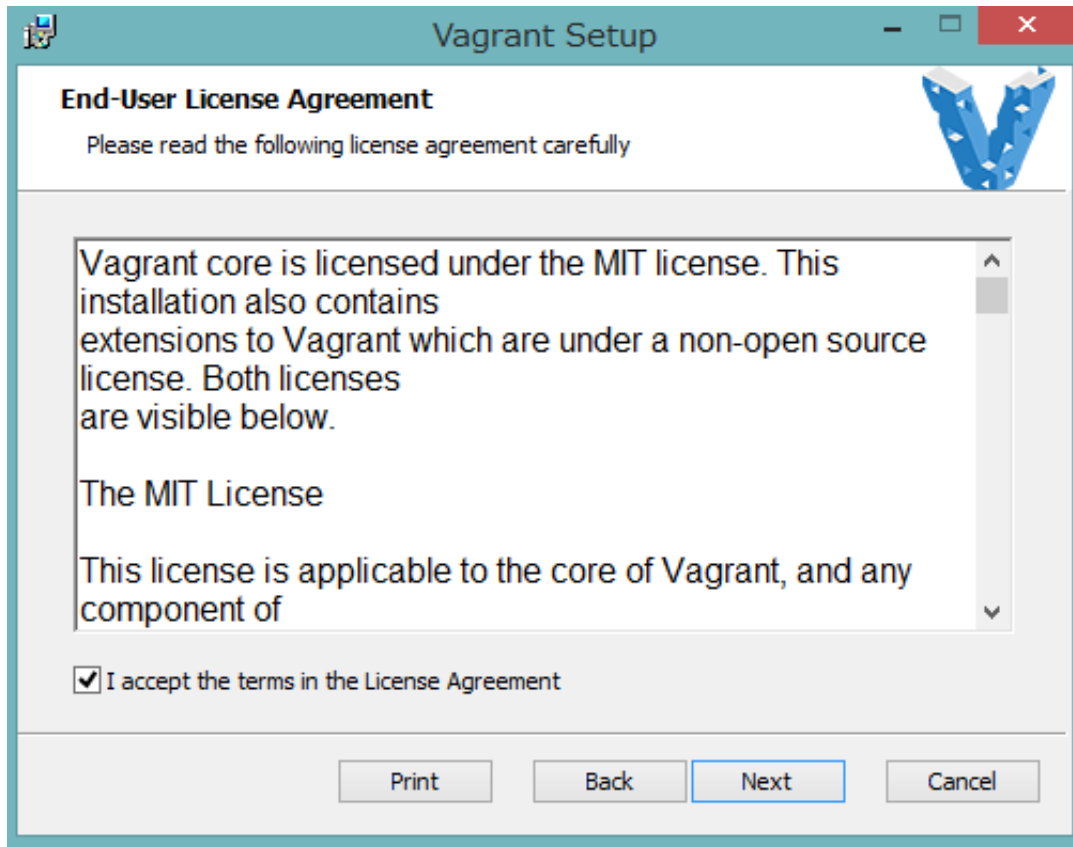 Vagrant Setup
End-User License Agreement
Please read the following license agreement carefully
Vagrant core is licensed under the MIT license. This
installation also contains
extensions to Vagrant which are under a non-open source
license. Both licenses
are visible below.
The MIT License
This license is applicable to the core of Vagrant, and any
component of
I accept the terms in the License Agreement
Print
Back
Next
Cancel